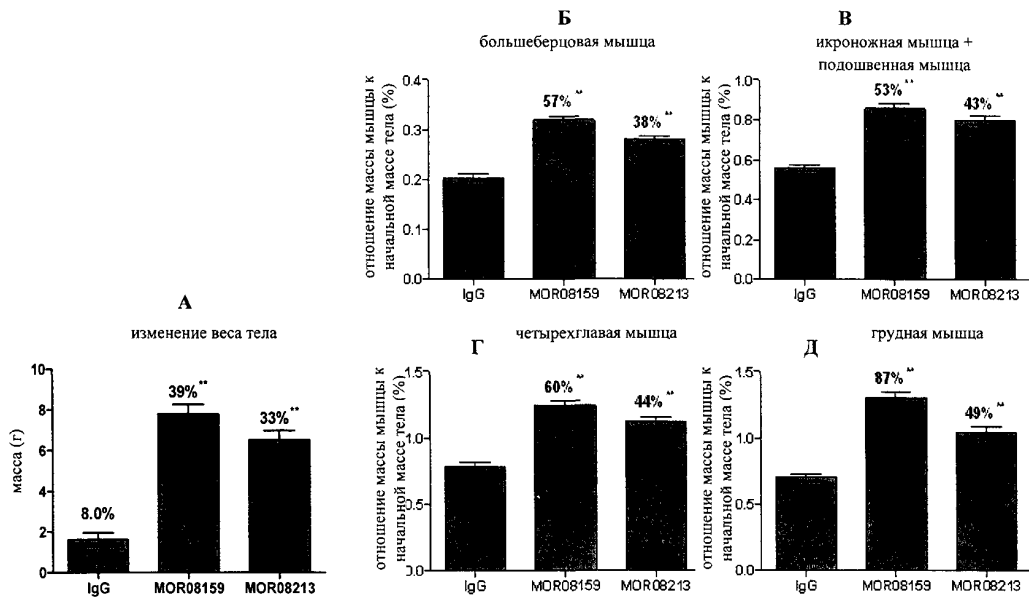 Б
большеберцовая мышца
отношение массы мышцы к
начальной массе тела (%)
0.4
0.3
0.2
0.1
0.0
57% **
38% **
IgG
MOR08159
MOR08213
В
икроножная мышца +
подошвенная мышца
отношение массы мышцы к
начальной массе тела (%)
1.0
0.8
0.6
0.4
0.2
0.0
53% **
43% **
IgG
MOR08159
MOR08213
А
изменение веса тела
масса (г)
10
8
6
4
2
0
8.0%
39% **
33% **
IgG
MOR08159
MOR08213
Г
четырехглавая мышца
отношение массы мышцы к
начальной массе тела (%)
1.5
1.0
0.5
0.0
60% **
44% **
IgG
MOR08159
MOR08213
Д
грудная мышца
отношение массы мышцы к
начальной массе тела (%)
1.5
1.0
0.5
0.0
87% **
49% **
IgG
MOR08159
MOR08213